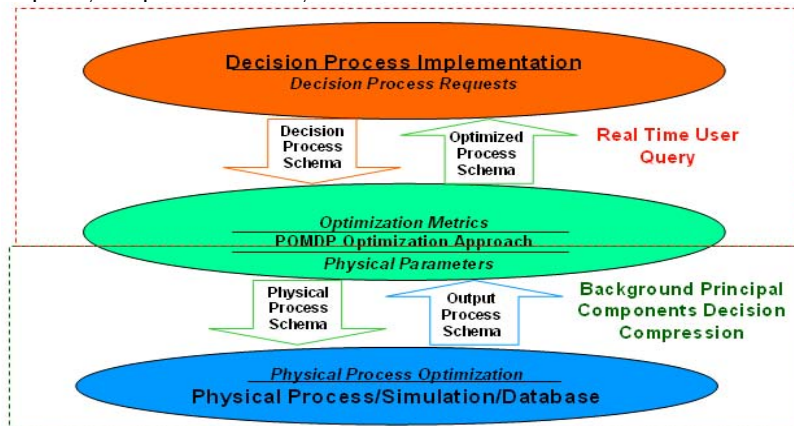 Decision Process Implementation
Decision Process Requests
Decision
Process
Schema
Optimized
Process
Schema
Real Time User
Query
Optimization Metrics
POMDP Optimization Approach
Physical Parameters
Physical
Process
Schema
Output
Process
Schema
Background Principal
Components Decision
Compression
Physical Process Optimization
Physical Process/Simulation/Database